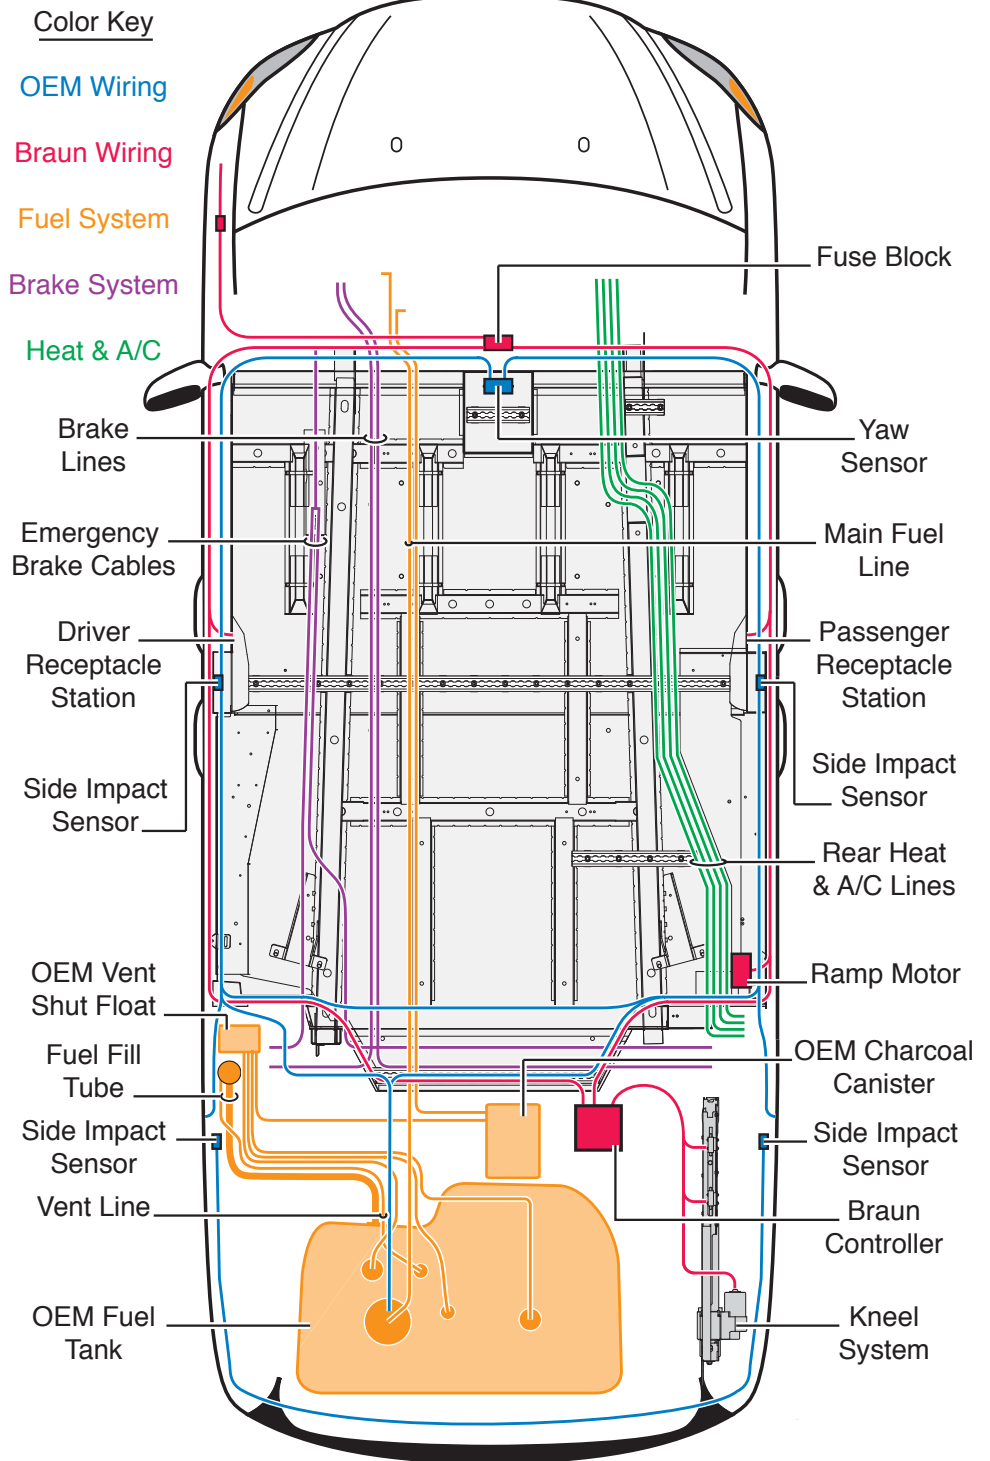 Color Key
OEM Wiring
Braun Wiring
Fuel System
Brake System
Heat & A/C
Brake
Lines
Emergency
Brake Cables
Driver
Receptacle
Station
Side Impact
Sensor
OEM Vent
Shut Float
Fuel Fill
Tube
Side Impact
Sensor
Vent Line
OEM Fuel
Tank
Fuse Block
Yaw
Sensor
Main Fuel
Line
Passenger
Receptacle
Station
Side Impact
Sensor
Rear Heat
& A/C Lines
Ramp Motor
OEM Charcoal
Canister
Side Impact
Sensor
Braun
Controller
Kneel
System